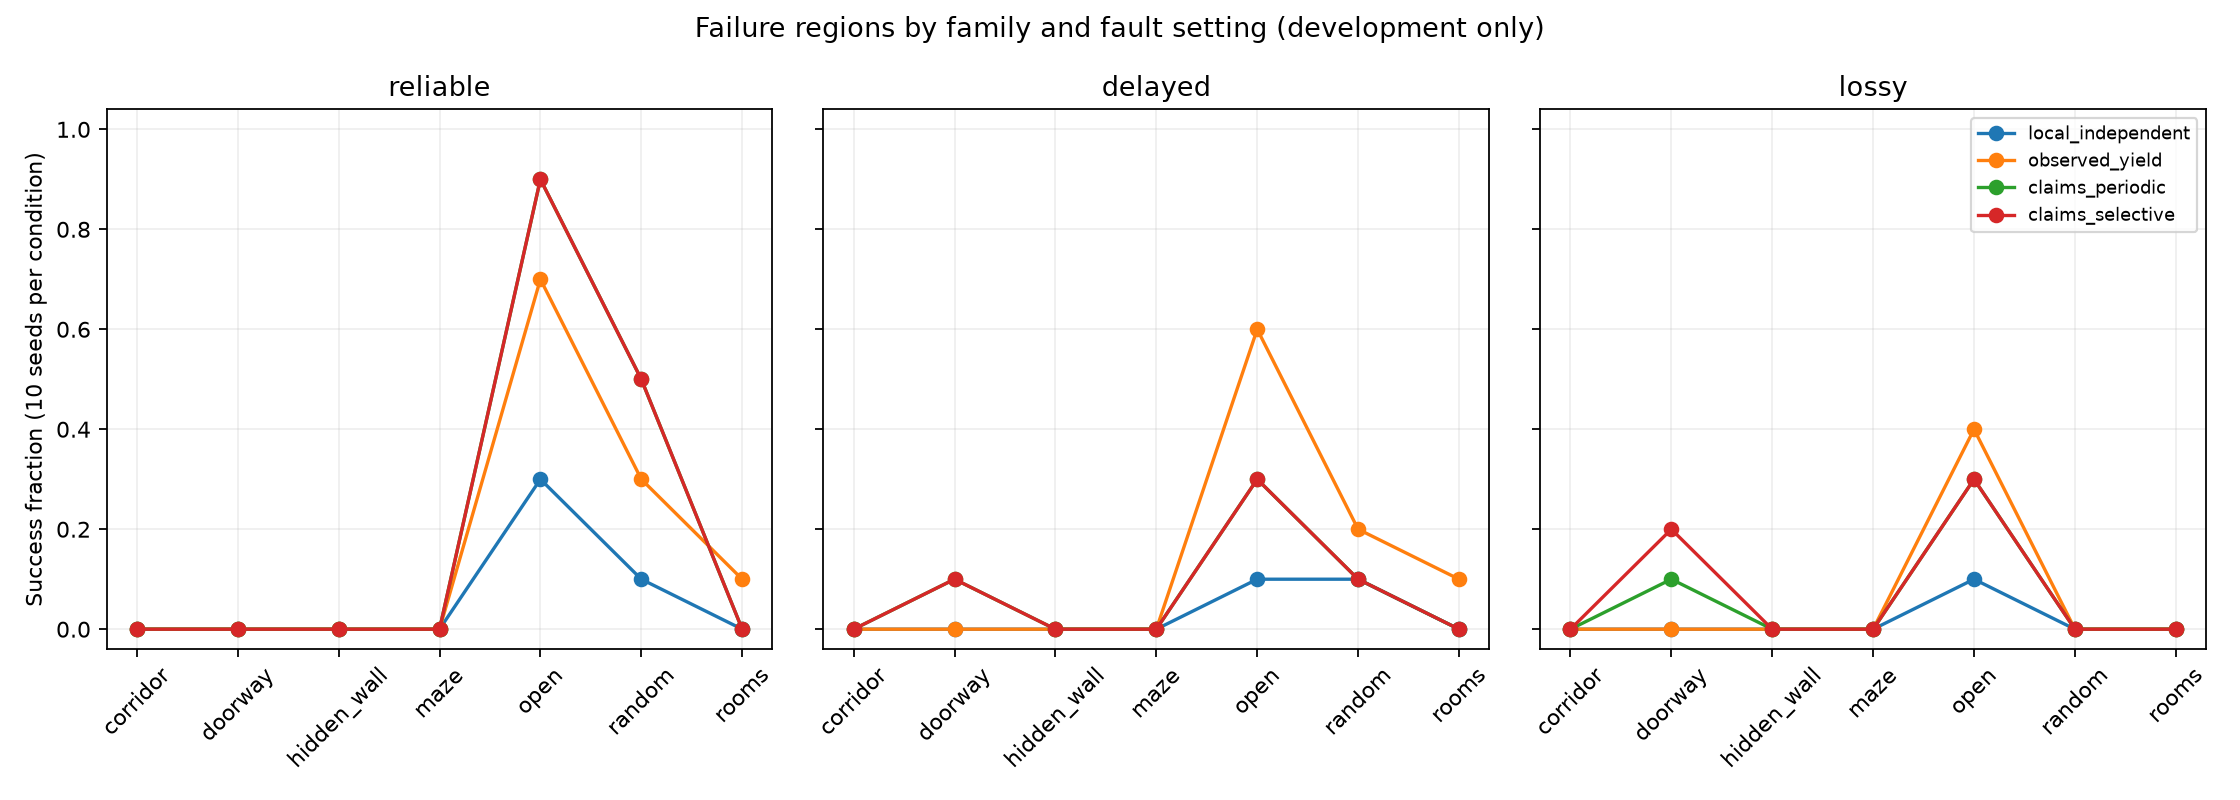 Failure regions by family and fault setting (development only)
reliable
delayed
lossy
Success fraction (10 seeds per condition)
1.0
0.8
0.6
0.4
0.2
0.0
local_independent
observed_yield
claims_periodic
claims_selective
corridor
doorway
hidden_wall
maze
open
random
rooms
corridor
doorway
hidden_wall
maze
open
random
rooms
corridor
doorway
hidden_wall
maze
open
random
rooms